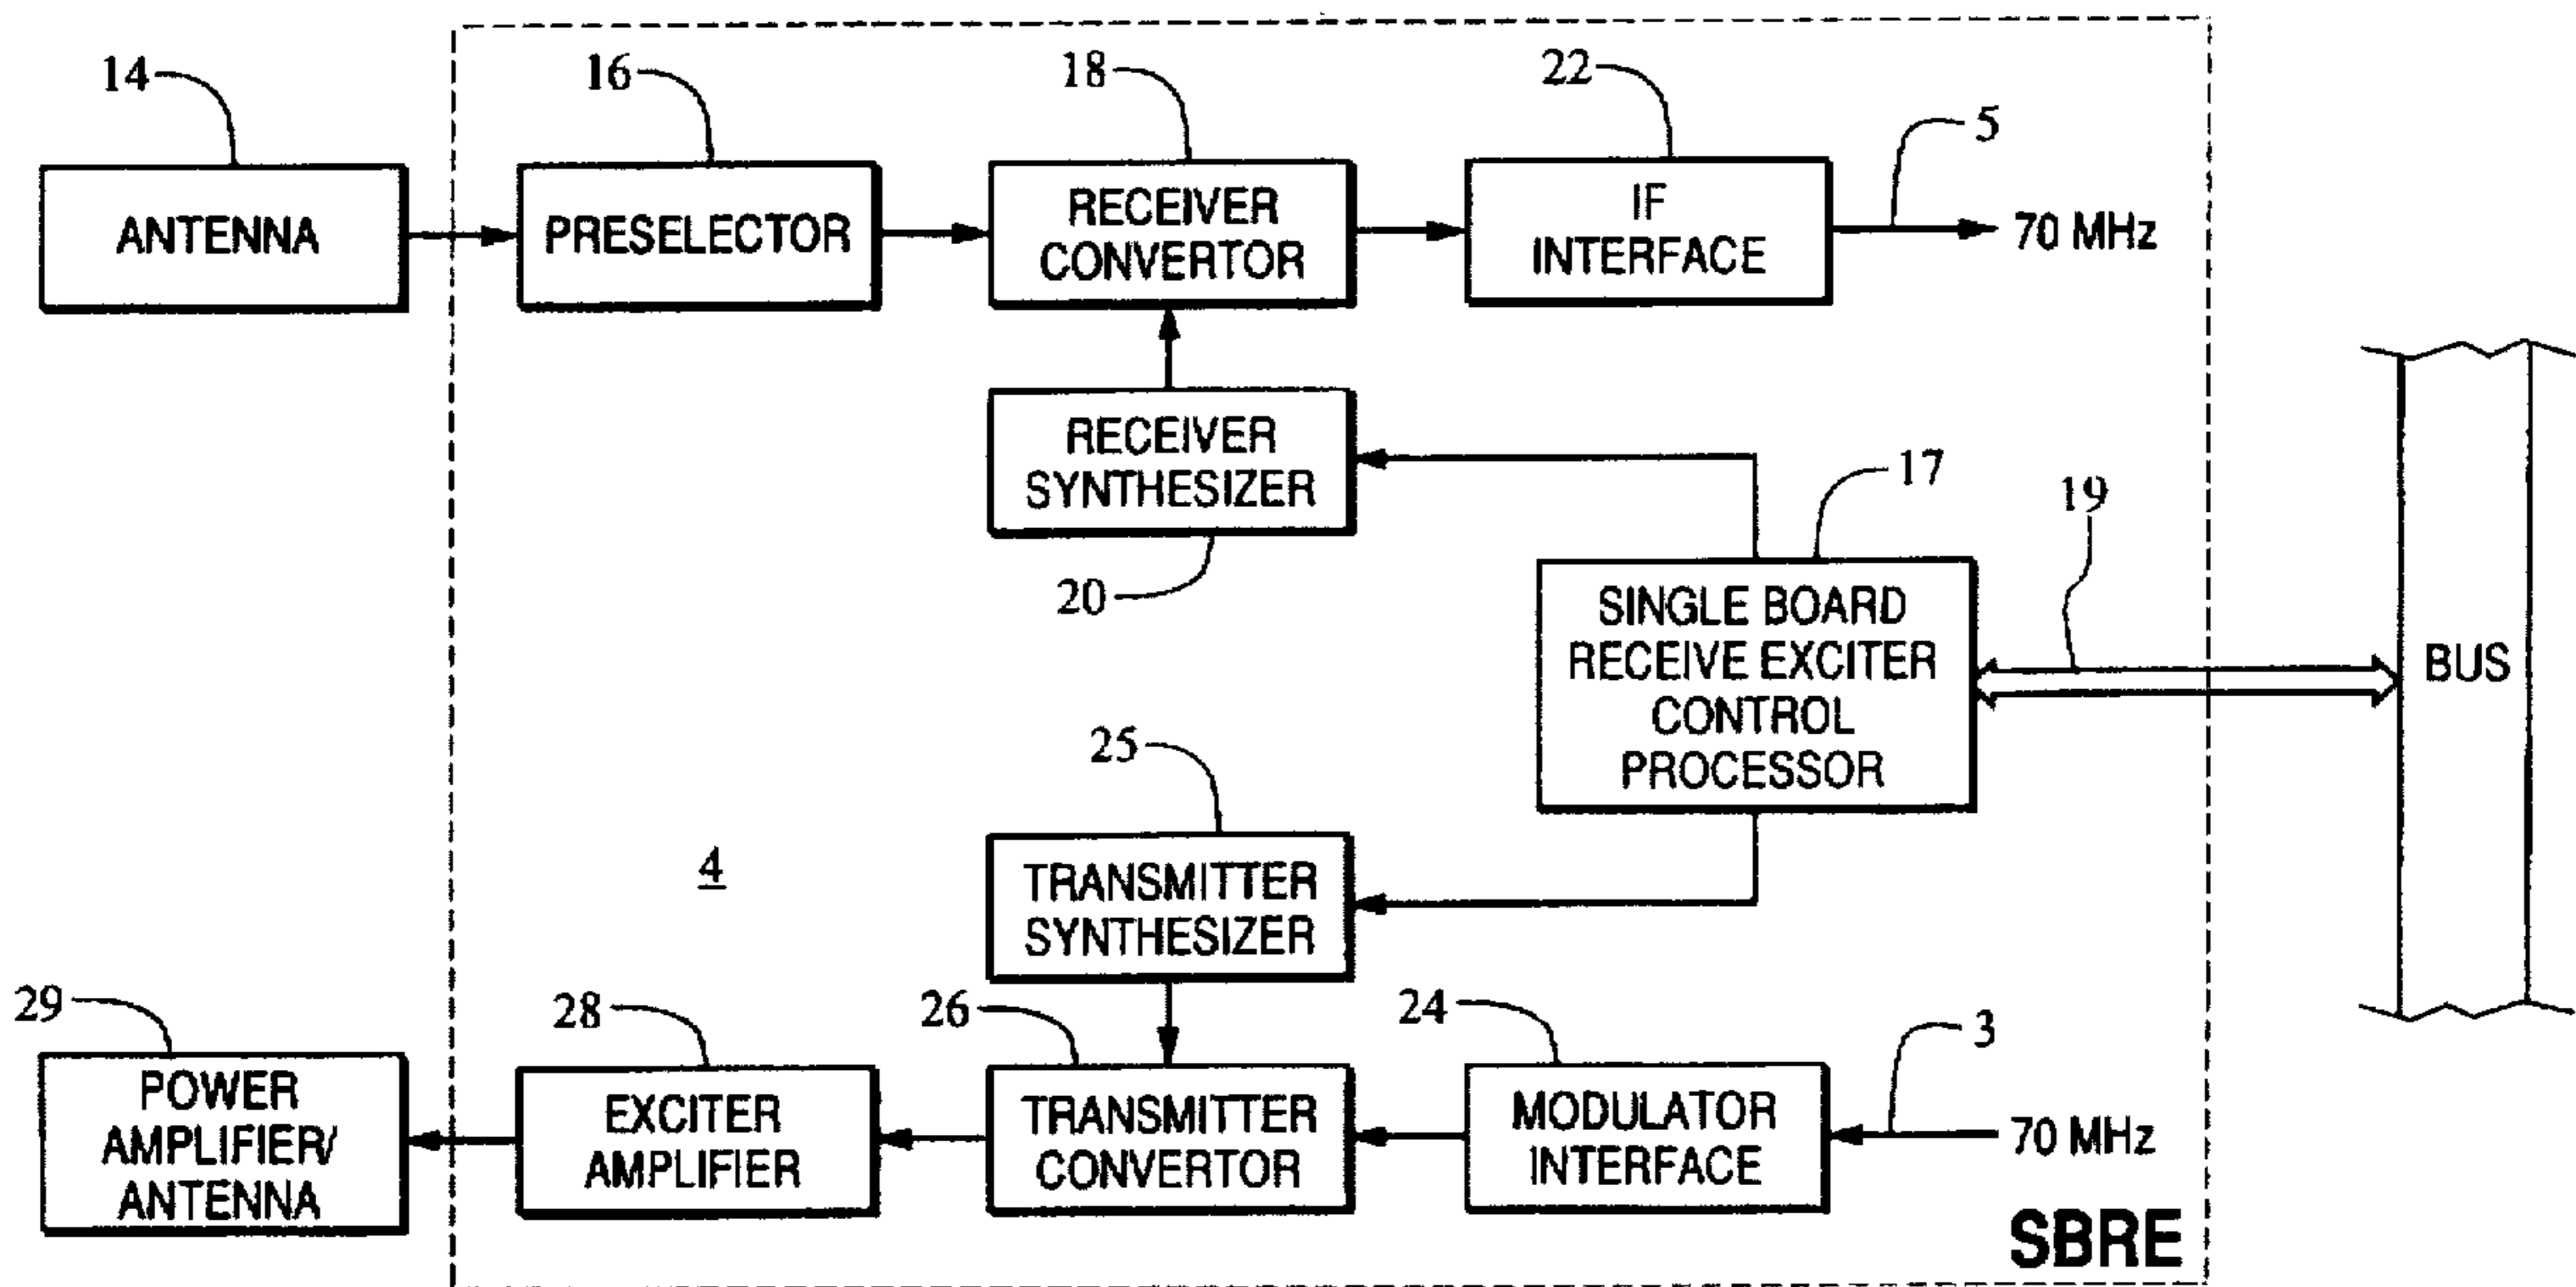 14
16
18
22
5
ANTENNA
PRESELECTOR
RECEIVER
CONVERTOR
IF
INTERFACE
70 MHz
RECEIVER
SYNTHESIZER
20
17
19
SINGLE BOARD
RECEIVE EXCITER
CONTROL
PROCESSOR
BUS
25
4
TRANSMITTER
SYNTHESIZER
29
28
26
24
3
POWER
AMPLIFIER/
ANTENNA
EXCITER
AMPLIFIER
TRANSMITTER
CONVERTOR
MODULATOR
INTERFACE
70 MHz
SBRE